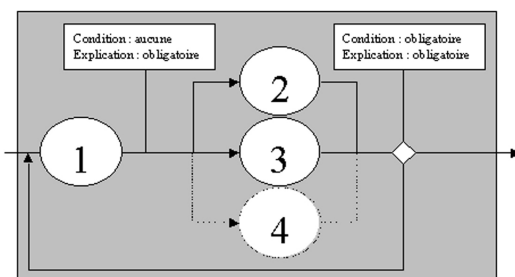 Condition : aucune
Explication : obligatoire
Condition : obligatoire
Explication : obligatoire
2
1
3
4